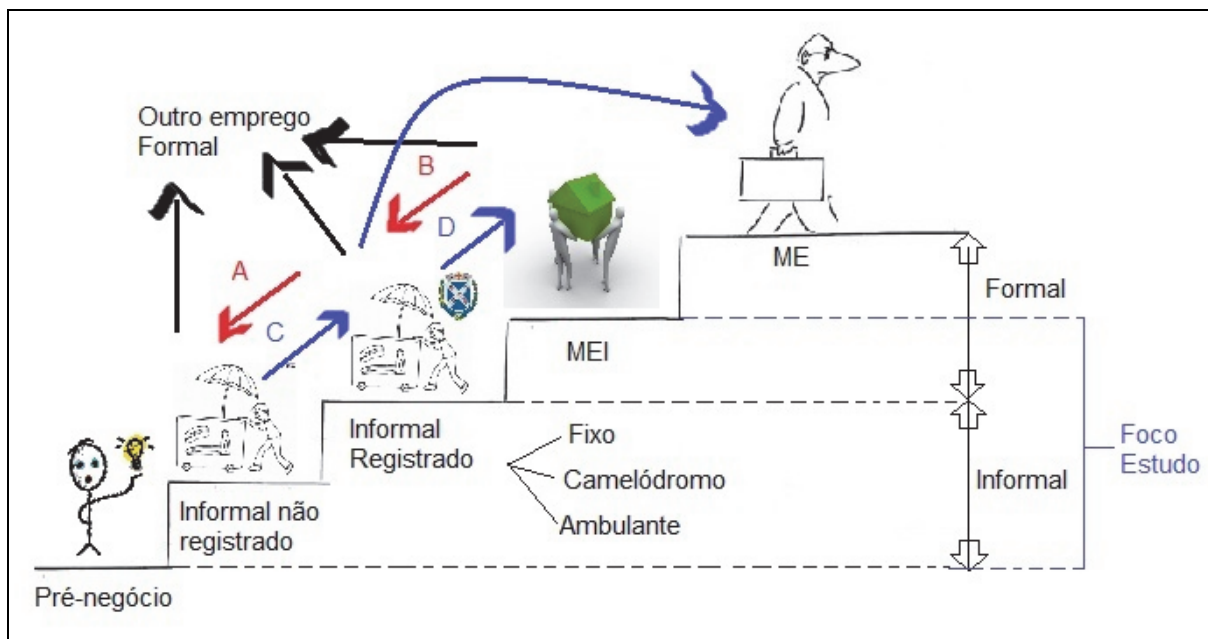 Outro emprego
Formal
B
D
A
C
ME
Formal
MEI
Informal
Registrado
Fixo
Camelódromo
Ambulante
Informal
Foco
Estudo
Informal não
registrado
Pré-negócio